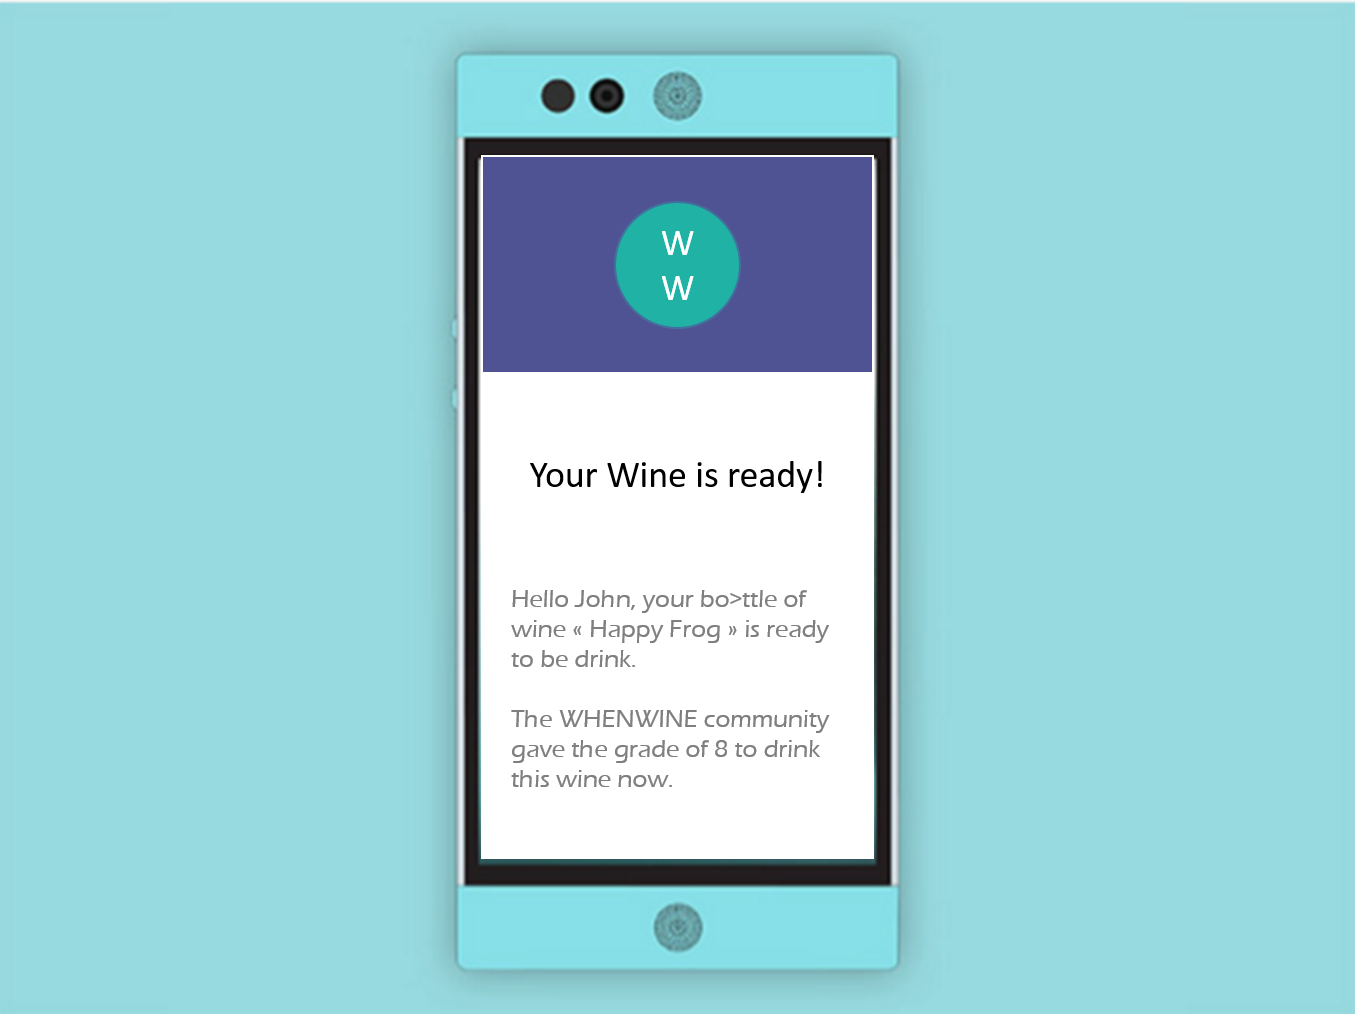 W
W
Your Wine is ready!
Hello John, your bo>ttle of
wine « Happy Frog » is ready
to be drink.
The WHENWINE community
gave the grade of 8 to drink
this wine now.